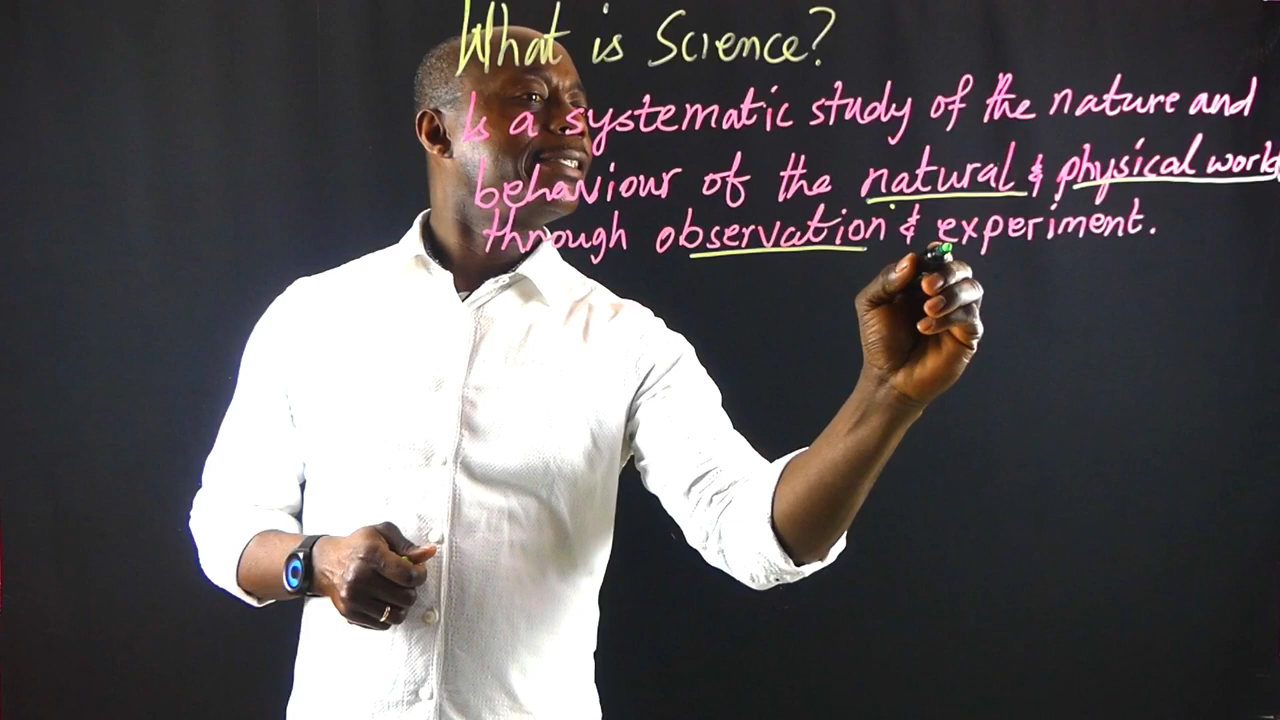 What is Science?
Is a systematic study of the nature and
behaviour of the natural & physical world
through observation & experiment.